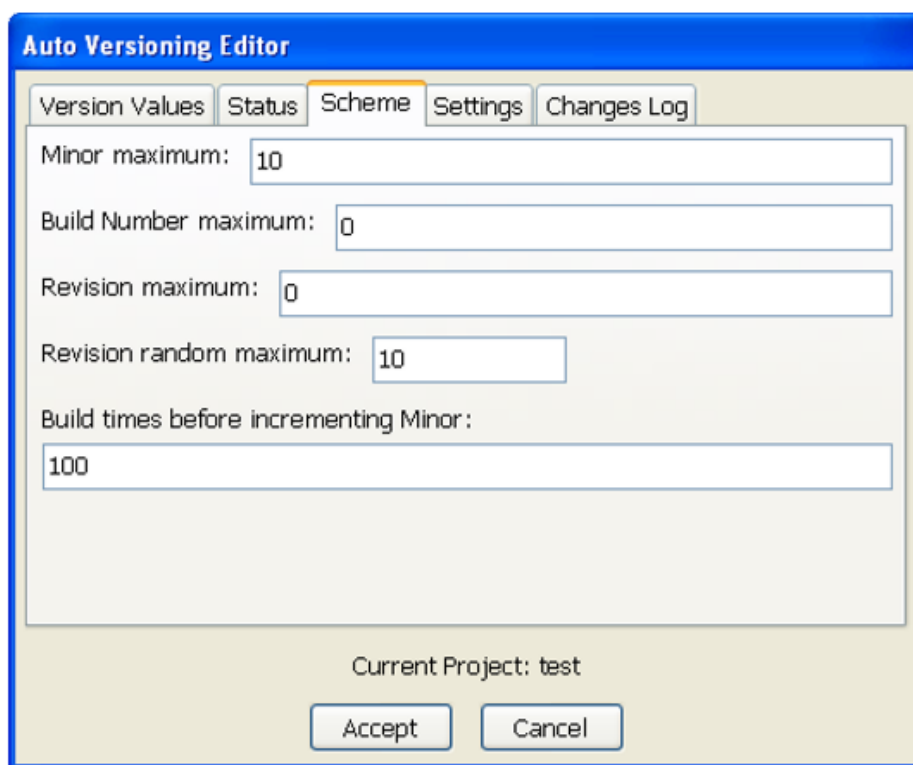 Auto Versioning Editor
Version Values Status Scheme Settings Changes Log
Minor maximum: 10
Build Number maximum: 0
Revision maximum: 0
Revision random maximum: 10
Build times before incrementing Minor:
100
Current Project: test
Accept Cancel